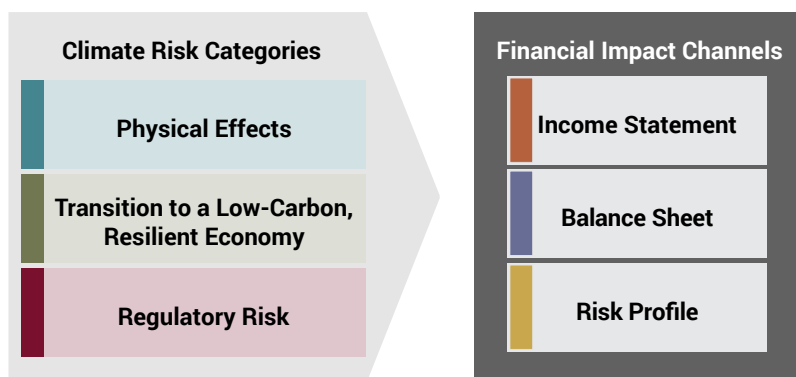 Climate Risk Categories
Physical Effects
Transition to a Low-Carbon,
Resilient Economy
Regulatory Risk
Financial Impact Channels
Income Statement
Balance Sheet
Risk Profile